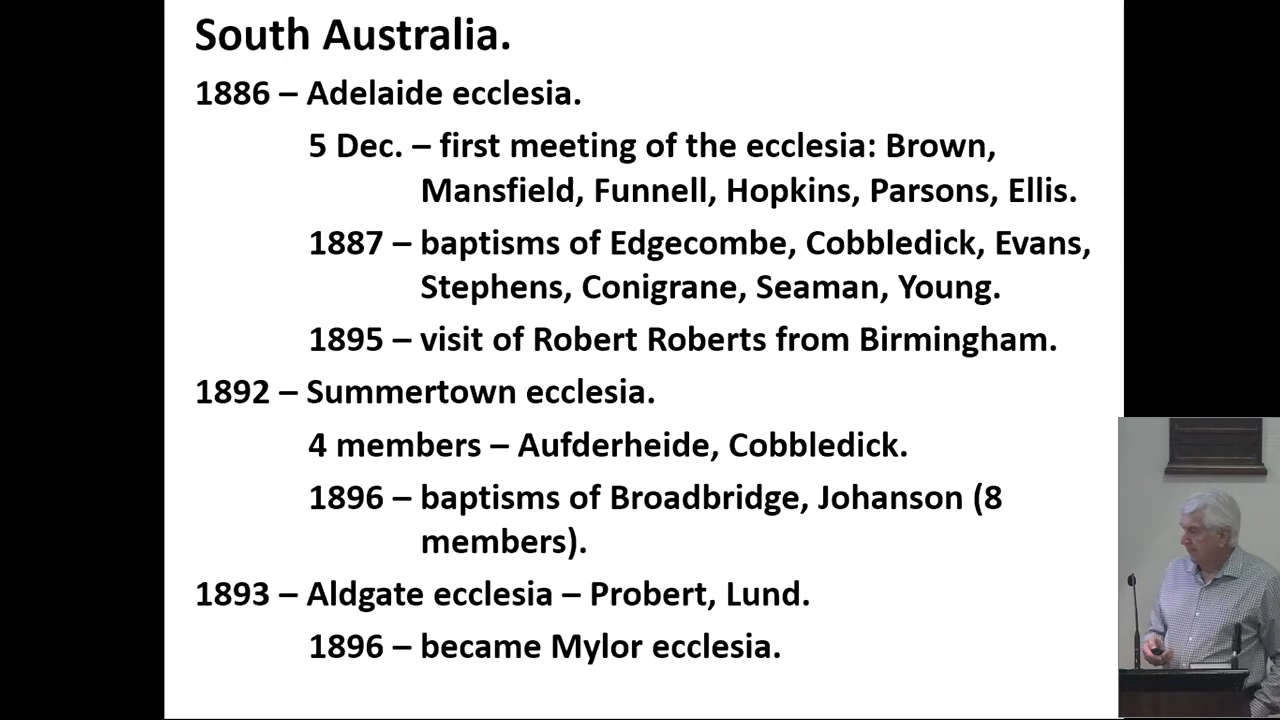 South Australia.
1886 – Adelaide ecclesia.
5 Dec. – first meeting of the ecclesia: Brown,
Mansfield, Funnell, Hopkins, Parsons, Ellis.
1887 – baptisms of Edgecombe, Cobbledick, Evans,
Stephens, Conigrane, Seaman, Young.
1895 – visit of Robert Roberts from Birmingham.
1892 – Summertown ecclesia.
4 members – Aufderheide, Cobbledick.
1896 – baptisms of Broadbridge, Johanson (8
members).
1893 – Aldgate ecclesia – Probert, Lund.
1896 – became Mylor ecclesia.